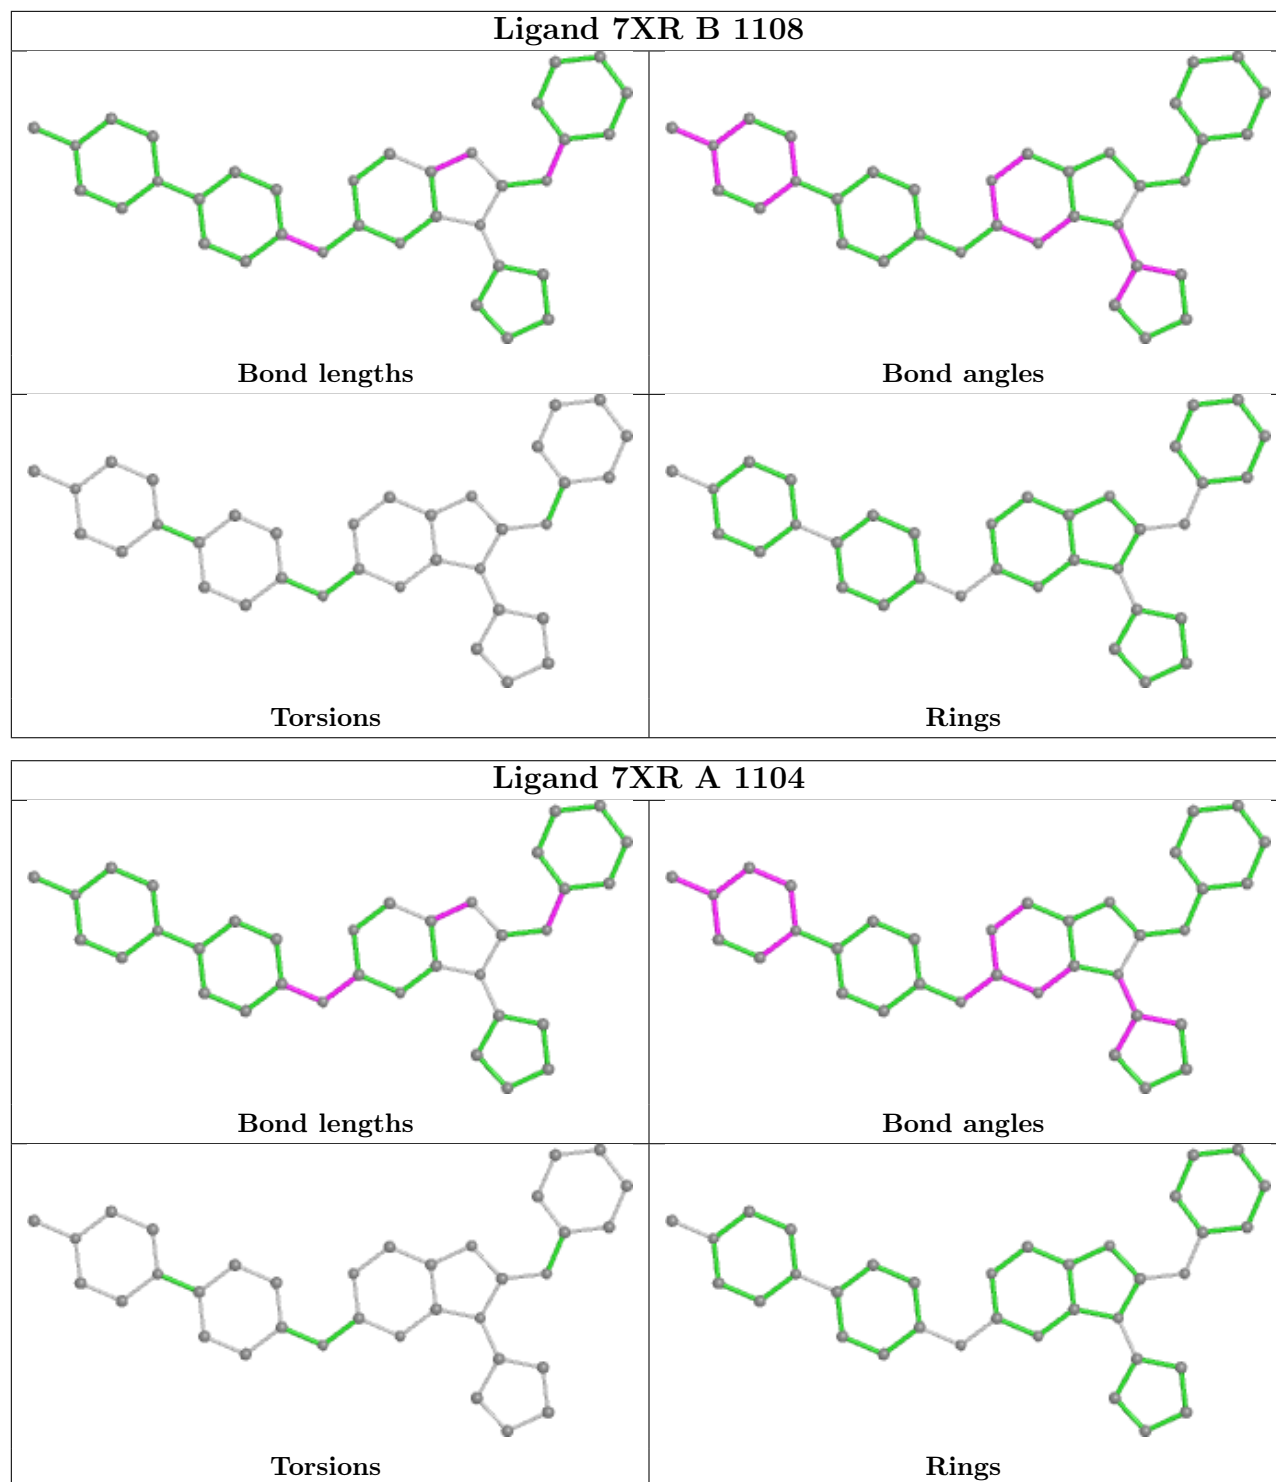 Ligand 7XR B 1108
Bond lengths
Bond angles
Torsions
Rings
Ligand 7XR A 1104
Bond lengths
Bond angles
Torsions
Rings